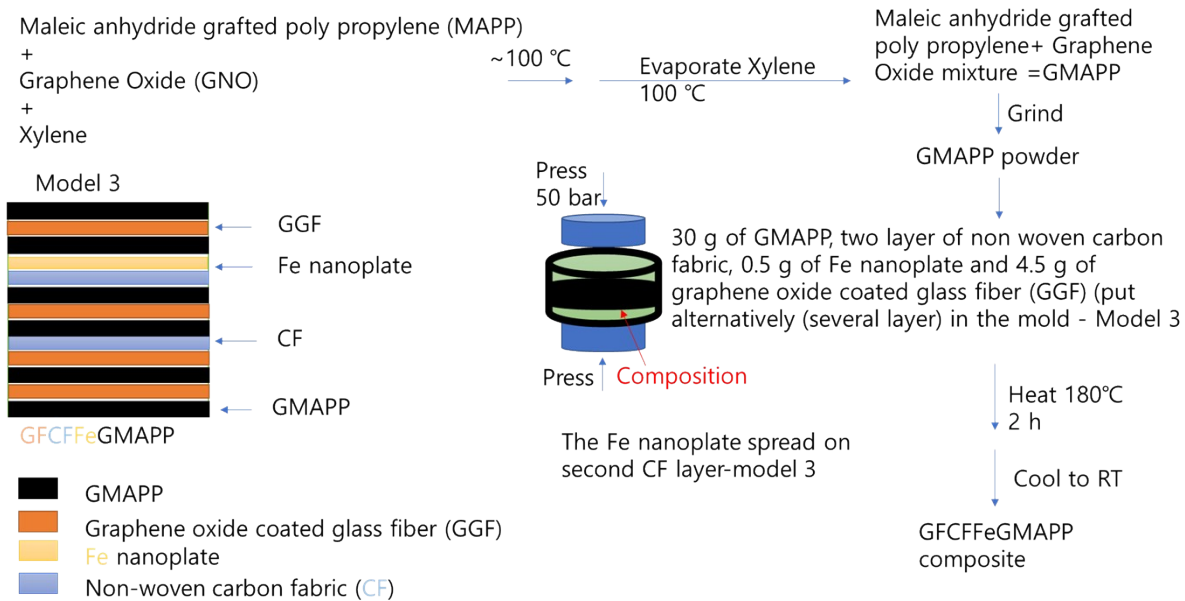 Maleic anhydride grafted poly propylene (MAPP)
+
Graphene Oxide (GNO)
+
Xylene
~100 ℃
Evaporate Xylene
100 ℃
Maleic anhydride grafted
poly propylene+ Graphene
Oxide mixture =GMAPP
Grind
GMAPP powder
Model 3
GGF
Fe nanoplate
CF
GMAPP
GFCFFeGMAPP
Press
50 bar
Press
Composition
30 g of GMAPP, two layer of non woven carbon
fabric, 0.5 g of Fe nanoplate and 4.5 g of
graphene oxide coated glass fiber (GGF) (put
alternatively (several layer) in the mold - Model 3
The Fe nanoplate spread on
second CF layer-model 3
Heat 180℃
2 h
Cool to RT
GFCFFeGMAPP
composite
GMAPP
Graphene oxide coated glass fiber (GGF)
Fe nanoplate
Non-woven carbon fabric (CF)